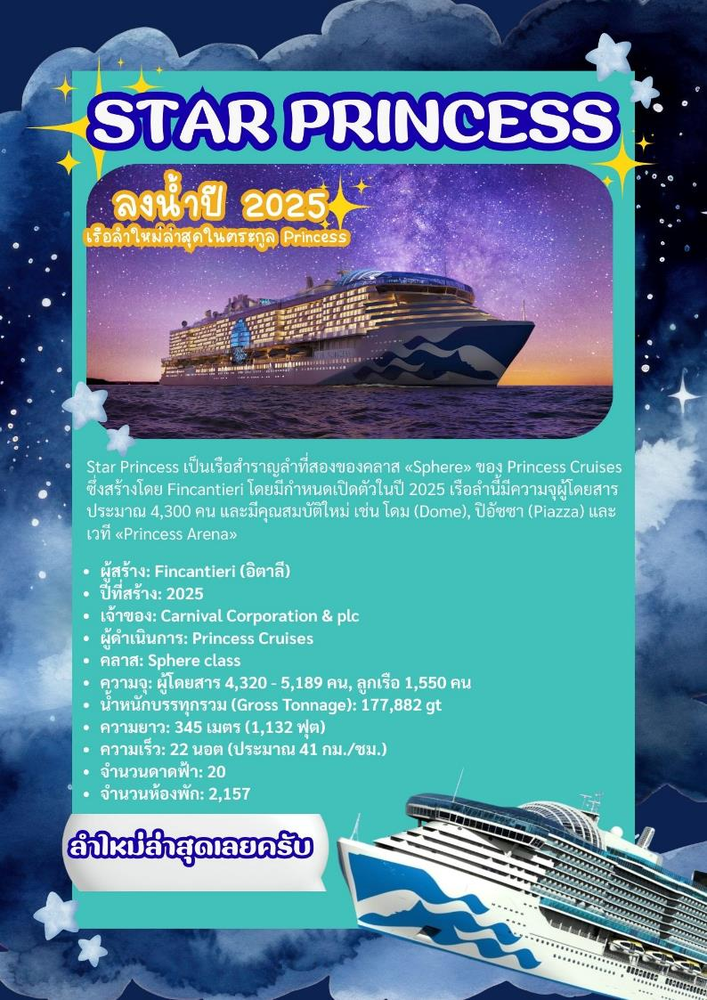 STAR PRINCESS
ลงน้ำปี 2025
เรือลำใหม่ล่าสุดในตระกูล Princess
Star Princess เป็นเรือสำราญลำที่สองของคลาส «Sphere» ของ Princess Cruises
ซึ่งสร้างโดย Fincantieri โดยมีกำหนดเปิดตัวในปี 2025 เรือลำนี้มีความจุผู้โดยสาร
ประมาณ 4,300 คน และมีคุณสมบัติใหม่ เช่น โดม (Dome), ปิอัซซา (Piazza) และ
เวที «Princess Arena»
• ผู้สร้าง: Fincantieri (อิตาลี)
• ปีที่สร้าง: 2025
• เจ้าของ: Carnival Corporation & plc
• ผู้ดำเนินการ: Princess Cruises
• คลาส: Sphere class
• ความจุ: ผู้โดยสาร 4,320 - 5,189 คน, ลูกเรือ 1,550 คน
• น้ำหนักบรรทุกรวม (Gross Tonnage): 177,882 gt
• ความยาว: 345 เมตร (1,132 ฟุต)
• ความเร็ว: 22 นอต (ประมาณ 41 กม./ชม.)
• จำนวนดาดฟ้า: 20
• จำนวนห้องพัก: 2,157
ลำใหม่ล่าสุดเลยครับ